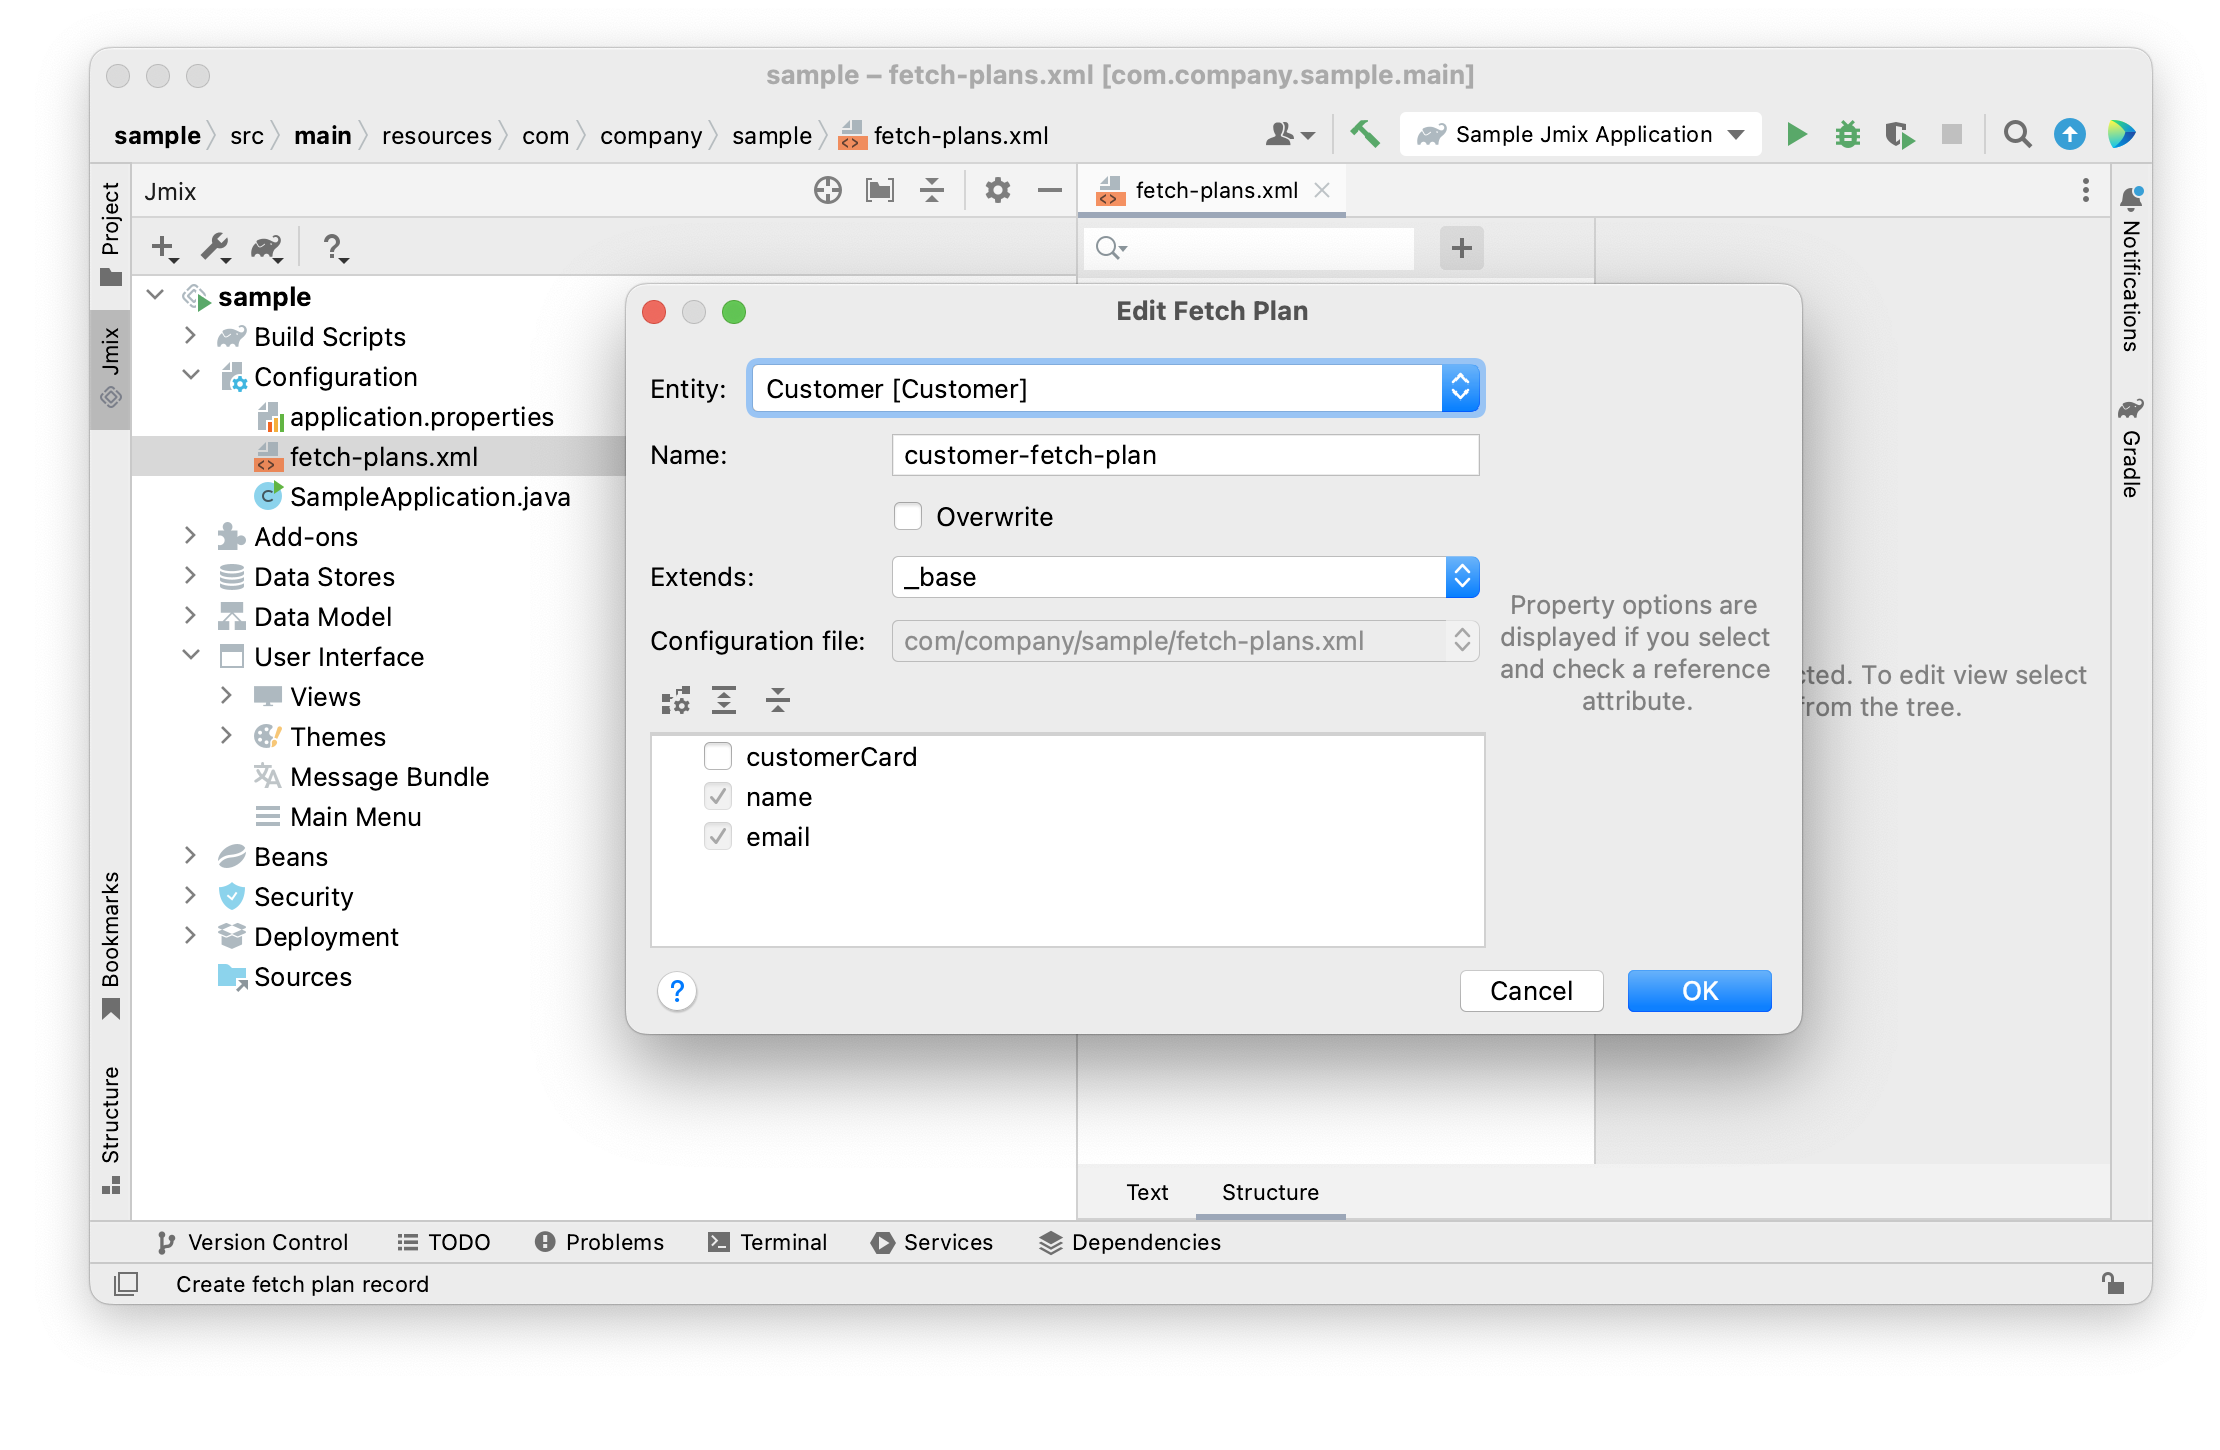 sample – fetch-plans.xml [com.company.sample.main]
sample src main resources com company sample fetch-plans.xml
Sample Jmix Application
Project
Jmix
Bookmarks
Structure
Jmix
sample
Build Scripts
Configuration
application.properties
fetch-plans.xml
SampleApplication.java
Add-ons
Data Stores
Data Model
User Interface
Views
Themes
Message Bundle
Main Menu
Beans
Security
Deployment
Sources
fetch-plans.xml
Edit Fetch Plan
Entity: Customer [Customer]
Name: customer-fetch-plan
Overwrite
Extends: _base
Configuration file: com/company/sample/fetch-plans.xml
customerCard
name
email
Property options are
displayed if you select
and check a reference
attribute.
? Cancel OK
To edit view select
from the tree.
Text Structure
Notifications
Gradle
Version Control TODO Problems Terminal Services Dependencies
Create fetch plan record